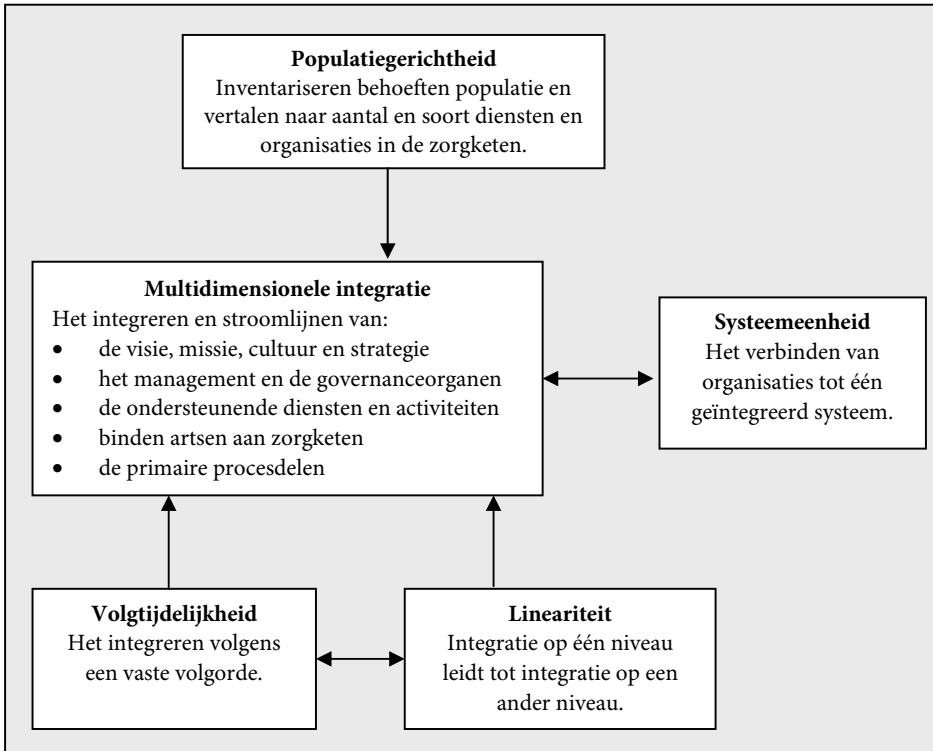 Populatiegerichtheid
Inventariseren behoeften populatie en
vertalen naar aantal en soort diensten en
organisaties in de zorgketen.
Multidimensionele integratie
Het integreren en stroomlijnen van:
• de visie, missie, cultuur en strategie
• het management en de governanceorganen
• de ondersteunende diensten en activiteiten
• binden artsen aan zorgketen
• de primaire procesdelen
Systeemeenheid
Het verbinden van
organisaties tot één
geïntegreerd systeem.
Volgtijdelijkheid
Het integreren volgens
een vaste volgorde.
Lineariteit
Integratie op één niveau
leidt tot integratie op een
ander niveau.